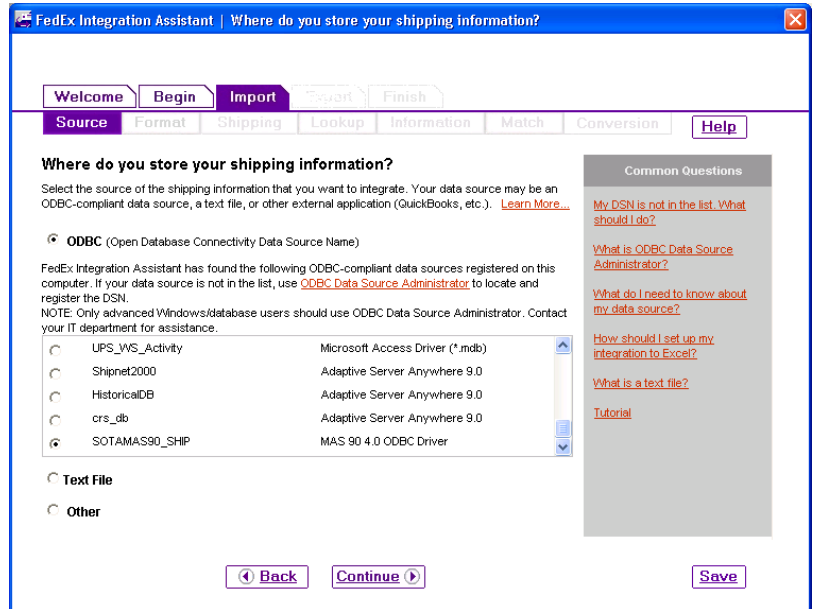 FedEx Integration Assistant | Where do you store your shipping information?
Welcome Begin Import Export Finish
Source Format Shipping Lookup Information Match Conversion Help
Where do you store your shipping information?
Select the source of the shipping information that you want to integrate. Your data source may be an
ODBC-compliant data source, a text file, or other external application (QuickBooks, etc.). Learn More...
ODBC (Open Database Connectivity Data Source Name)
FedEx Integration Assistant has found the following ODBC-compliant data sources registered on this
computer. If your data source is not in the list, use ODBC Data Source Administrator to locate and
register the DSN.
NOTE: Only advanced Windows/database users should use ODBC Data Source Administrator. Contact
your IT department for assistance.
UPS_WS_Activity Microsoft Access Driver (*.mdb)
Shipnet2000 Adaptive Server Anywhere 9.0
HistoricalDB Adaptive Server Anywhere 9.0
crs_db Adaptive Server Anywhere 9.0
SOTAMAS90_SHIP MAS 90 4.0 ODBC Driver
Text File
Other
Common Questions
My DSN is not in the list. What
should I do?
What is ODBC Data Source
Administrator?
What do I need to know about
my data source?
How should I set up my
integration to Excel?
What is a text file?
Tutorial
Back Continue Save